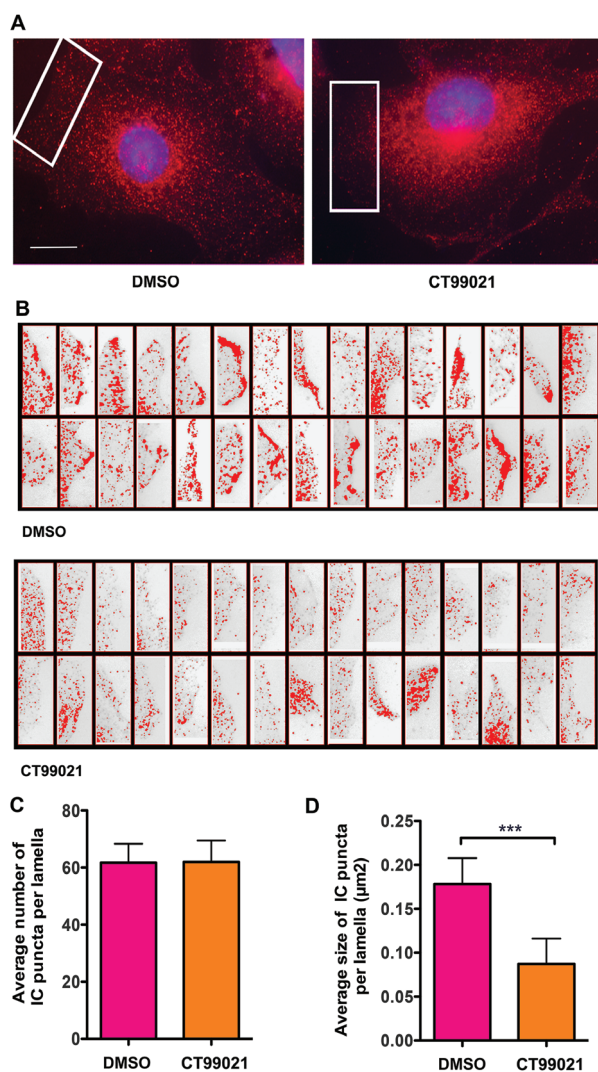 A
DMSO
CT99021
B
DMSO
CT99021
C
Average number of
IC puncta per lamella
80
60
40
20
0
DMSO
CT99021
D
Average size of IC puncta
per lamella (µm2)
0.25
0.20
0.15
0.10
0.05
0.00
***
DMSO
CT99021